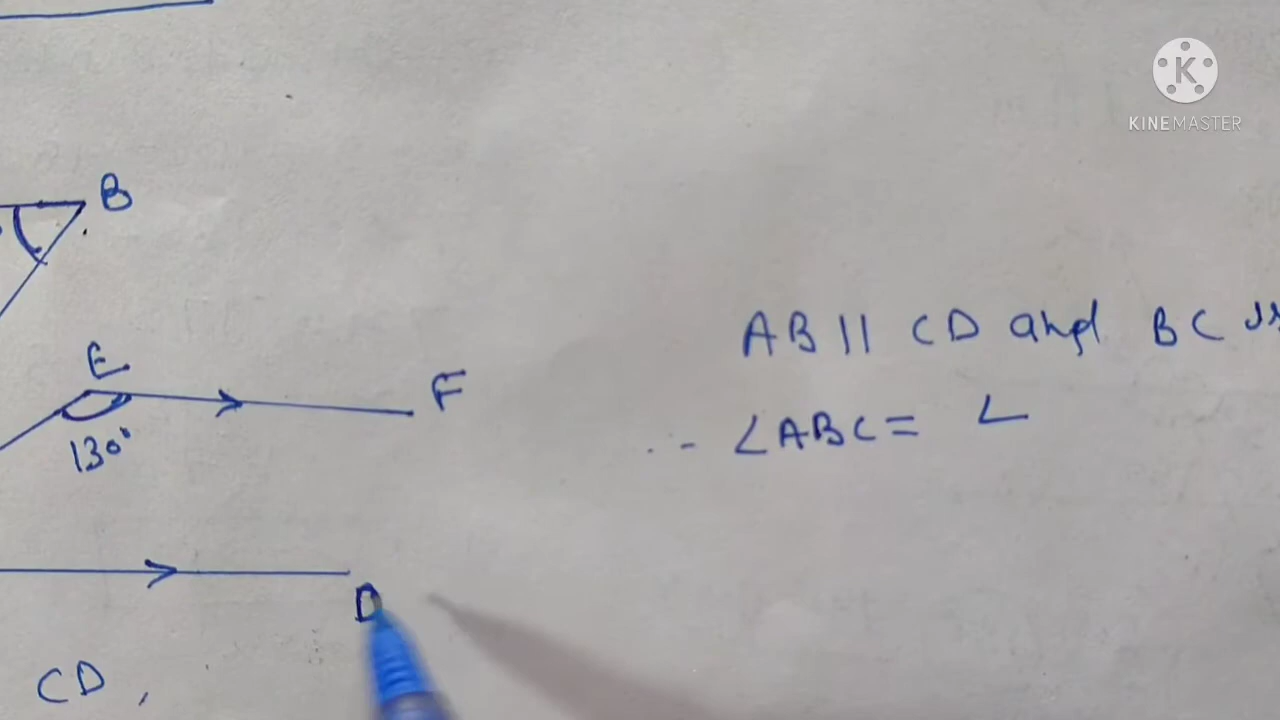 KINEMASTER
B
E
F
130°
AB || CD and BC
∠ABC = ∠
D
CD,